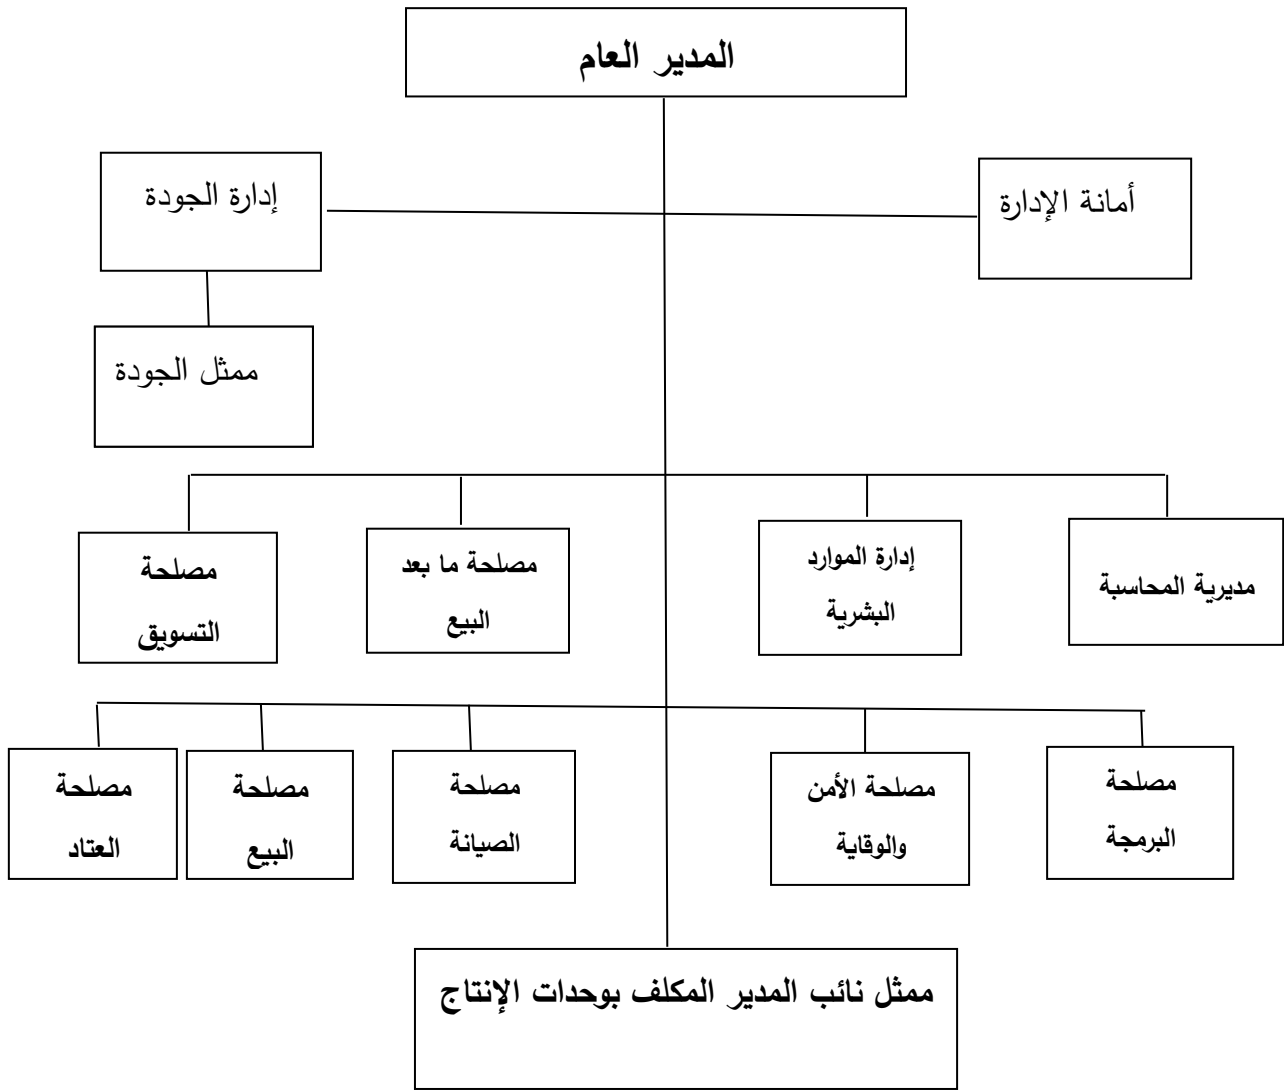 المدير العام
أمانة الإدارة
إدارة الجودة
ممثل الجودة
مديرية المحاسبة
إدارة الموارد
البشرية
مصلحة ما بعد
البيع
مصلحة
التسويق
مصلحة
البرمجة
مصلحة الأمن
والوقاية
مصلحة
الصيانة
مصلحة
البيع
مصلحة
العتاد
ممثل نائب المدير المكلف بوحدات الإنتاج